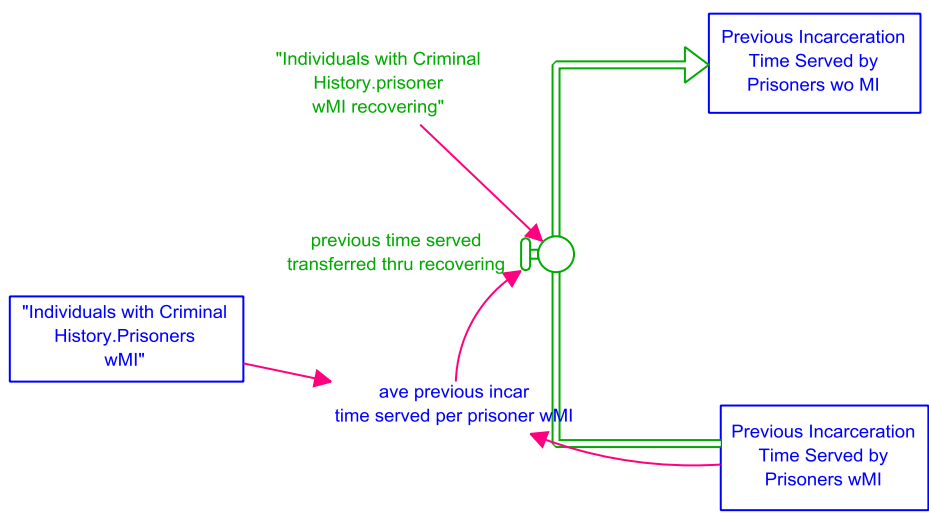 Previous Incarceration
Time Served by
Prisoners wo MI
"Individuals with Criminal
History.prisoner
wMI recovering"
previous time served
transferred thru recovering
"Individuals with Criminal
History.Prisoners
wMI"
ave previous incar
time served per prisoner wMI
Previous Incarceration
Time Served by
Prisoners wMI